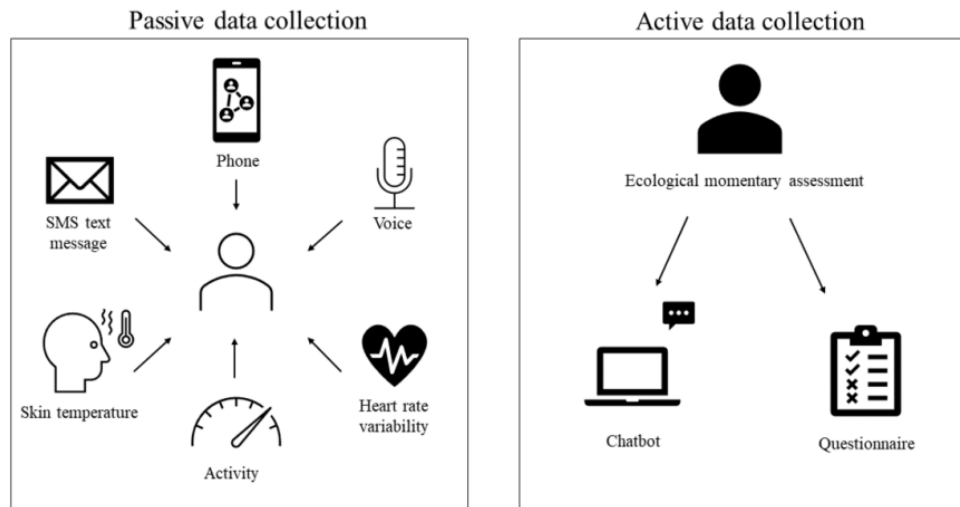 Passive data collection
Active data collection
Phone
SMS text
message
Voice
Skin temperature
Activity
Heart rate
variability
Ecological momentary assessment
Chatbot
Questionnaire